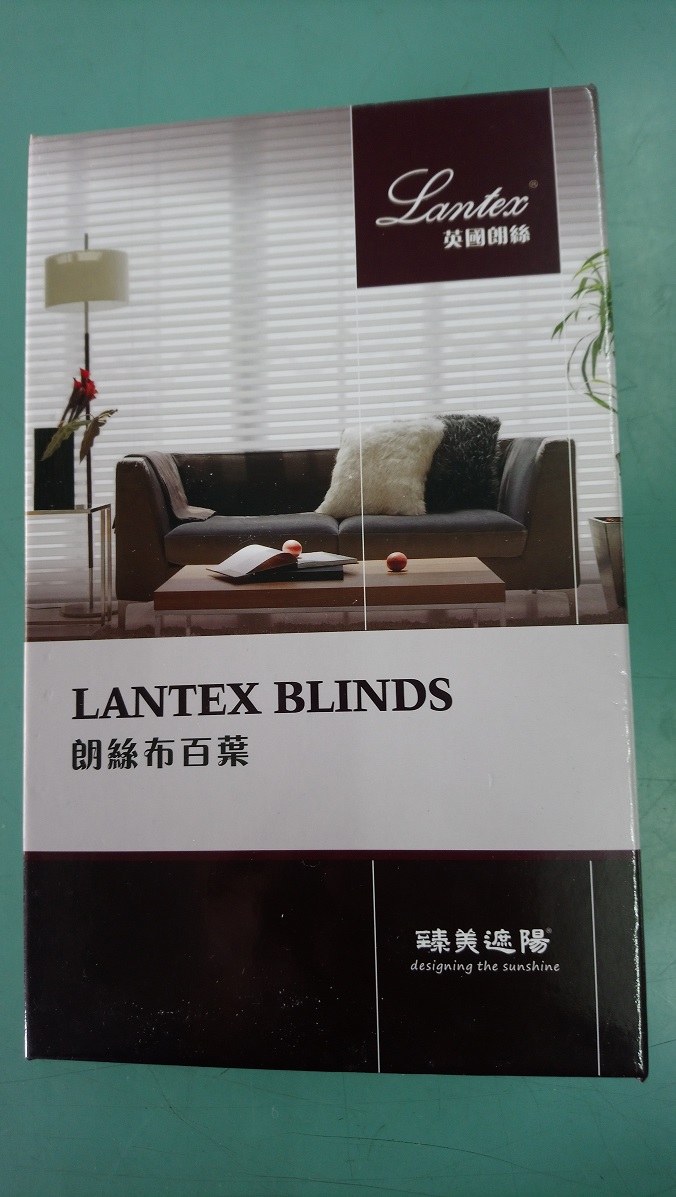 Lantex®
英國朗絲
LANTEX BLINDS
朗絲布百葉
臻美遮陽®
designing the sunshine